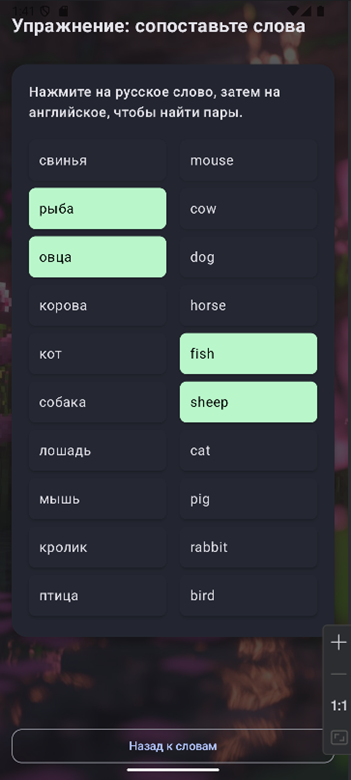 1:41
Упражнение: сопоставьте слова
Нажмите на русское слово, затем на
английское, чтобы найти пары.
свинья mouse
рыба cow
овца dog
корова horse
кот fish
собака sheep
лошадь cat
мышь pig
кролик rabbit
птица bird
1:1
Назад к словам